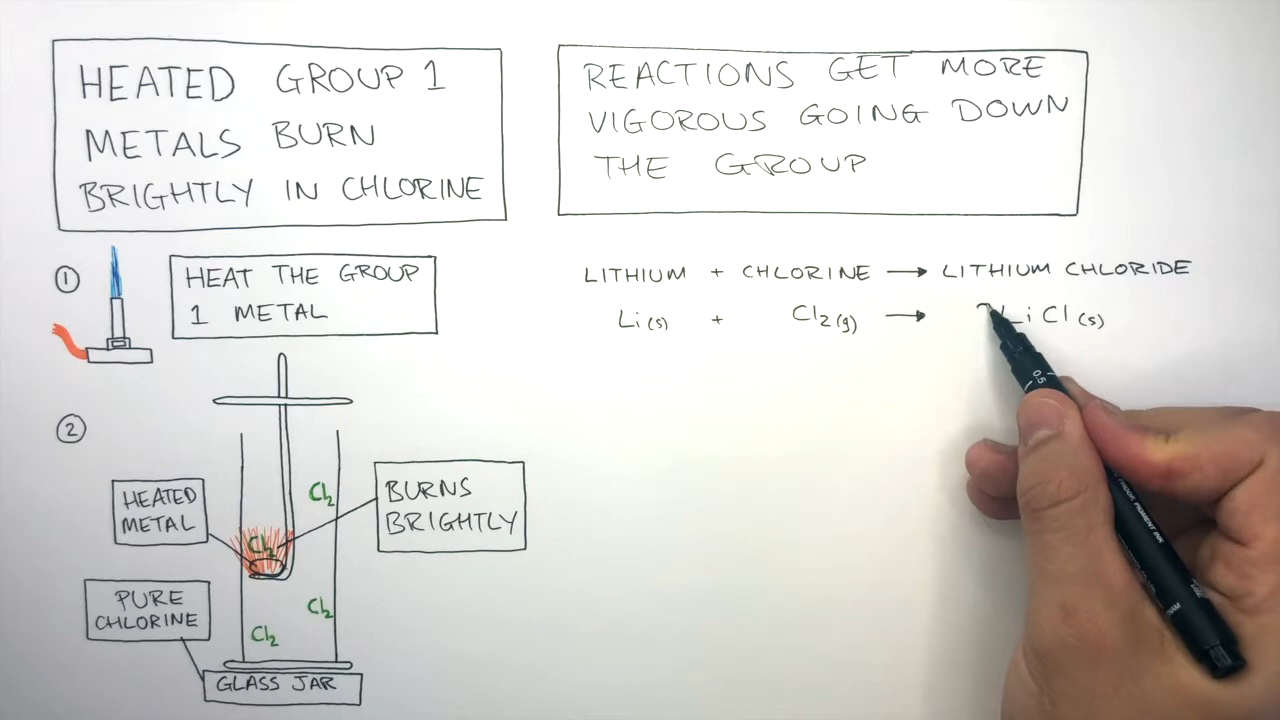 HEATED GROUP 1
METALS BURN
BRIGHTLY IN CHLORINE
REACTIONS GET MORE
VIGOROUS GOING DOWN
THE GROUP
1
HEAT THE GROUP
1 METAL
LITHIUM + CHLORINE → LITHIUM CHLORIDE
Li(s) + Cl2(g) → LiCl(s)
2
HEATED
METAL
BURNS
BRIGHTLY
Cl2
Cl2
Cl2
Cl2
PURE
CHLORINE
GLASS JAR
0.5